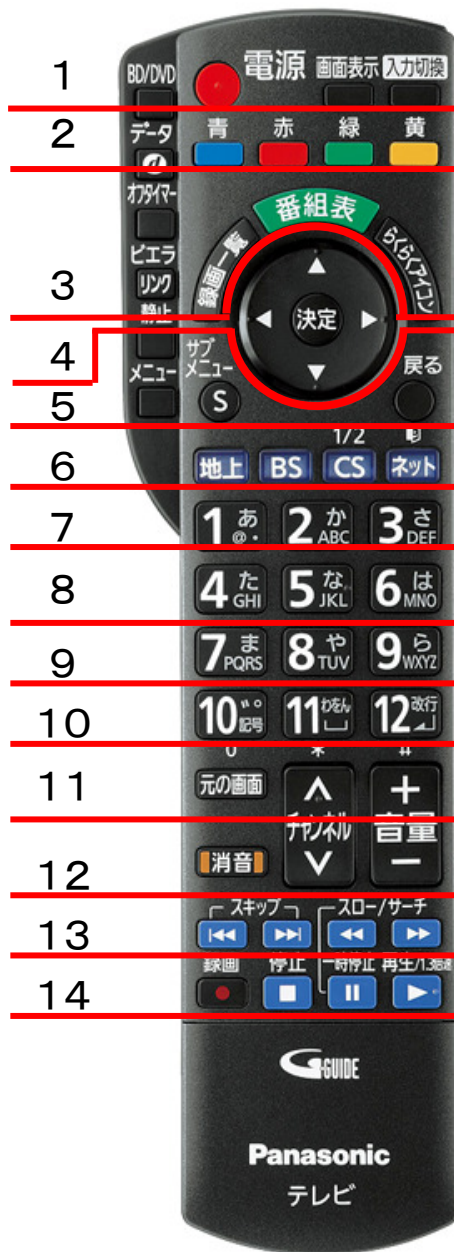 1 BD/DVD 電源 画面表示 入力切換
2 データ d 青 赤 緑 黄
オフタイマー 番組表
3 ビエラ リンク 録画一覧 らくらくアイコン
静止 決定
4 サブメニュー 戻る
5 メニュー S
1/2
6 地上 BS CS ネット
7 1 あ @. 2 か ABC 3 さ DEF
8 4 た GHI 5 な JKL 6 は MNO
9 7 ま PQRS 8 や TUV 9 ら WXYZ
10 10 ゛゜ 記号 11 わをん 12 改行
0 * #
11 元の画面 ∧ +
チャンネル 音量
12 消音 ∨ −
スキップ スロー/サーチ
13
録画 停止 一時停止 再生/1.3倍速
14
G-GUIDE
Panasonic
テレビ